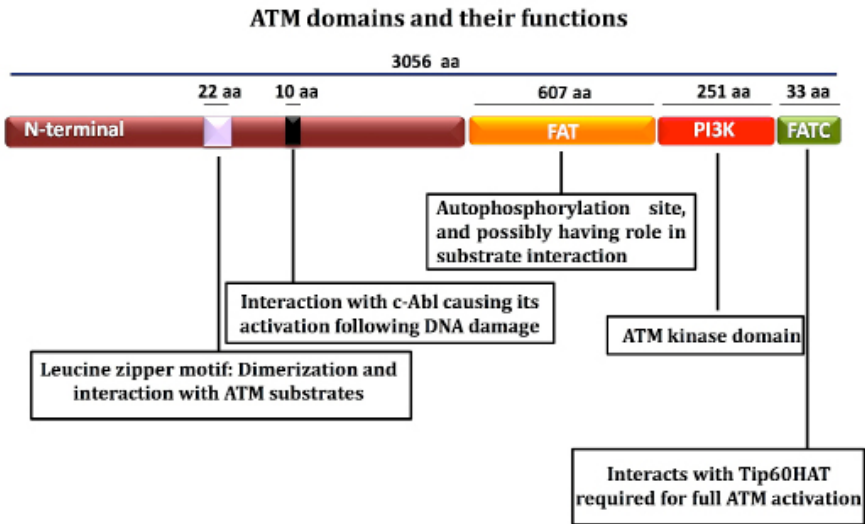 ATM domains and their functions
3056 aa
22 aa
10 aa
607 aa
251 aa
33 aa
N-terminal
FAT
PI3K
FATC
Autophosphorylation site,
and possibly having role in
substrate interaction
Interaction with c-Abl causing its
activation following DNA damage
ATM kinase domain
Leucine zipper motif: Dimerization and
interaction with ATM substrates
Interacts with Tip60HAT
required for full ATM activation